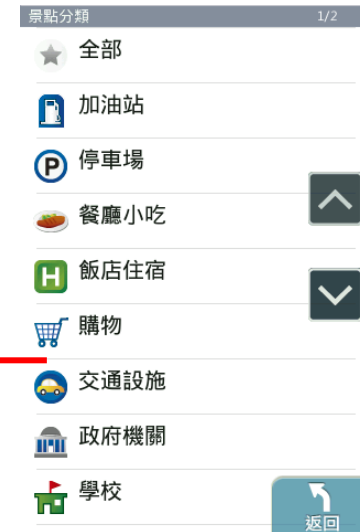 景點分類 1/2
全部
加油站
停車場
餐廳小吃
飯店住宿
購物
交通設施
政府機關
學校
返回